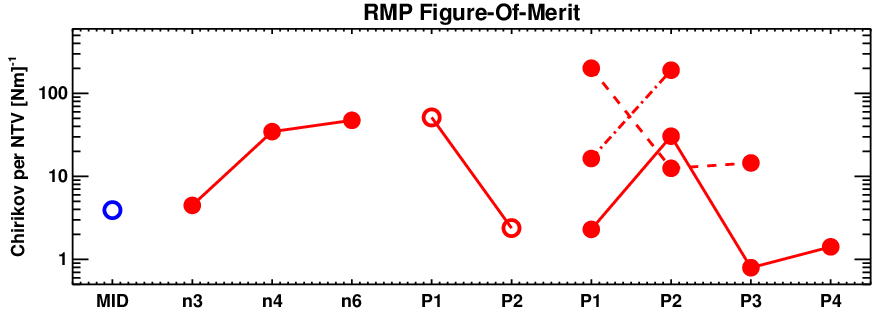 RMP Figure-Of-Merit
Chirikov per NTV [Nm]⁻¹
100
10
1
MID n3 n4 n6 P1 P2 P1 P2 P3 P4